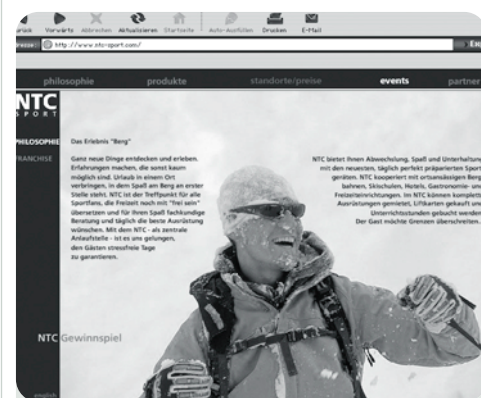 Vorwärts Abbrechen Aktualisieren Startseite Auto-Ausfüllen Drucken E-Mail
http://www.ntc-sport.com/
philosophie produkte standorte/preise events partner
NTC
SPORT
PHILOSOPHIE
FRANCHISE
Das Erlebnis "Berg"
Ganz neue Dinge entdecken und erleben.
Erfahrungen machen, die sonst kaum
möglich sind. Urlaub in einem Ort
verbringen, in dem Spaß am Berg an erster
Stelle steht. NTC ist der Treffpunkt für alle
Sportfans, die Freizeit noch mit "frei sein"
übersetzen und für ihren Spaß fachkundige
Beratung und täglich die beste Ausrüstung
wünschen. Mit dem NTC - als zentrale
Anlaufstelle - ist es uns gelungen,
den Gästen stressfreie Tage
zu garantieren.
NTC bietet Ihnen Abwechslung, Spaß und Unterhaltung
mit den neuesten, täglich perfekt präparierten Sport
geräten. NTC kooperiert mit ortsansässigen Berg
bahnen, Skischulen, Hotels, Gastronomie- und
Freizeiteinrichtungen. Im NTC können komplette
Ausrüstungen gemietet, Liftkarten gekauft und
Unterrichtsstunden gebucht werden.
Der Gast möchte Grenzen überschreiten.
NTC Gewinnspiel
english